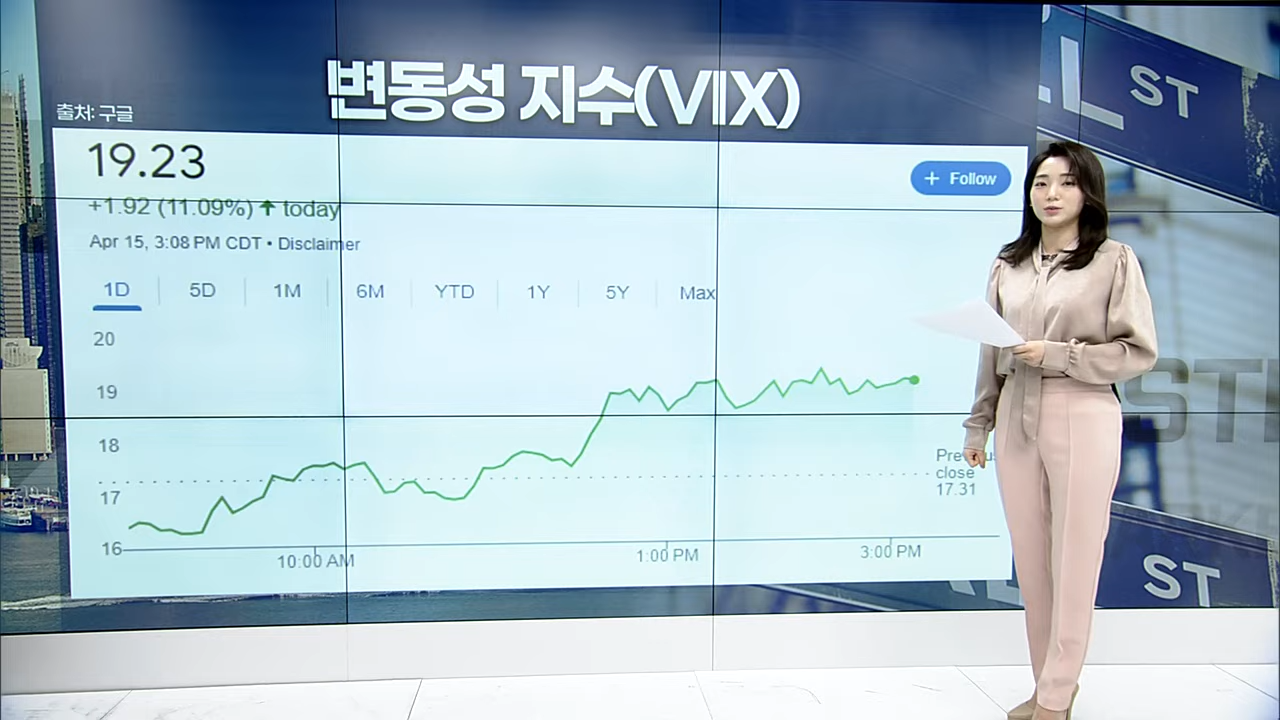 변동성 지수(VIX)
출처: 구글
19.23
+ Follow
+1.92 (11.09%) ↑ today
Apr 15, 3:08 PM CDT • Disclaimer
1D 5D 1M 6M YTD 1Y 5Y Max
20
19
18
17
16
close
17.31
10:00 AM 1:00 PM 3:00 PM
ST
ST